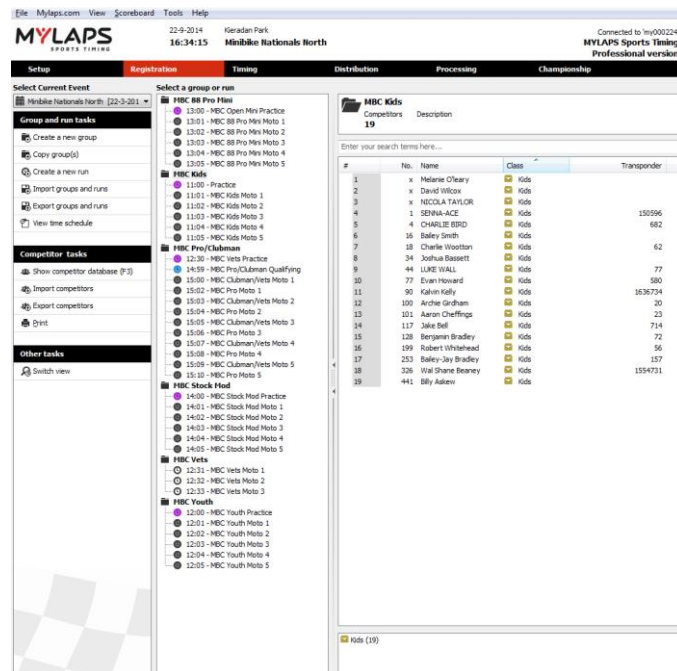 File Mylaps.com View Scoreboard Tools Help
MYLAPS
SPORTS TIMING
22-9-2014 Kieradan Park
16:34:15 Minibike Nationals North
Connected to 'my000224
MYLAPS Sports Timing
Professional version
Setup Registration Timing Distribution Processing Championship
Select Current Event
Minibike Nationals North [22-3-201
Group and run tasks
Create a new group
Copy group(s)
Create a new run
Import groups and runs
Export groups and runs
View time schedule
Competitor tasks
Show competitor database (F3)
Import competitors
Export competitors
Print
Other tasks
Switch view
Select a group or run
MBC 88 Pro Mini
13:00 - MBC Open Mini Practice
13:01 - MBC 88 Pro Mini Moto 1
13:02 - MBC 88 Pro Mini Moto 2
13:03 - MBC 88 Pro Mini Moto 3
13:04 - MBC 88 Pro Mini Moto 4
13:05 - MBC 88 Pro Mini Moto 5
MBC Kids
11:00 - Practice
11:01 - MBC Kids Moto 1
11:02 - MBC Kids Moto 2
11:03 - MBC Kids Moto 3
11:04 - MBC Kids Moto 4
11:05 - MBC Kids Moto 5
MBC Pro/Clubman
12:30 - MBC Vets Practice
14:59 - MBC Pro/Clubman Qualifying
15:00 - MBC Clubman/Vets Moto 1
15:02 - MBC Pro Moto 1
15:03 - MBC Clubman/Vets Moto 2
15:04 - MBC Pro Moto 2
15:05 - MBC Clubman/Vets Moto 3
15:06 - MBC Pro Moto 3
15:07 - MBC Clubman/Vets Moto 4
15:08 - MBC Pro Moto 4
15:09 - MBC Clubman/Vets Moto 5
15:10 - MBC Pro Moto 5
MBC Stock Mod
14:00 - MBC Stock Mod Practice
14:01 - MBC Stock Mod Moto 1
14:02 - MBC Stock Mod Moto 2
14:03 - MBC Stock Mod Moto 3
14:04 - MBC Stock Mod Moto 4
14:05 - MBC Stock Mod Moto 5
MBC Vets
12:31 - MBC Vets Moto 1
12:32 - MBC Vets Moto 2
12:33 - MBC Vets Moto 3
MBC Youth
12:00 - MBC Youth Practice
12:01 - MBC Youth Moto 1
12:02 - MBC Youth Moto 2
12:03 - MBC Youth Moto 3
12:04 - MBC Youth Moto 4
12:05 - MBC Youth Moto 5
MBC Kids
Competitors Description
19
Enter your search terms here...
# No. Name Class Transponder
1 x Melanie O'leary Kids
2 x David Wilcox Kids
3 x NICOLA TAYLOR Kids
4 1 SENNA-ACE Kids 150596
5 4 CHARLIE BIRD Kids 682
6 16 Bailey Smith Kids
7 18 Charlie Wootton Kids 62
8 34 Joshua Bassett Kids
9 44 LUKE WALL Kids 77
10 77 Evan Howard Kids 580
11 90 Kalvin Kelly Kids 1636734
12 100 Archie Girdham Kids 20
13 101 Aaron Cheffings Kids 23
14 117 Jake Bell Kids 714
15 128 Benjamin Bradley Kids 72
16 199 Robert Whitehead Kids 56
17 253 Bailey-Jay Bradley Kids 157
18 326 Wal Shane Beaney Kids 1554731
19 441 Billy Askew Kids
Kids (19)